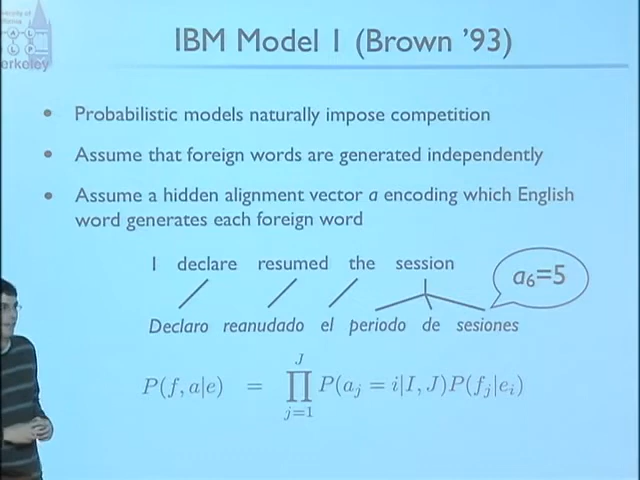 IBM Model 1 (Brown '93)
erkeley
• Probabilistic models naturally impose competition
• Assume that foreign words are generated independently
• Assume a hidden alignment vector a encoding which English
word generates each foreign word
I declare resumed the session
a₆=5
Declaro reanudado el periodo de sesiones
P(f, a|e) = ∏_{j=1}^{J} P(a_j = i|I, J)P(f_j|e_i)